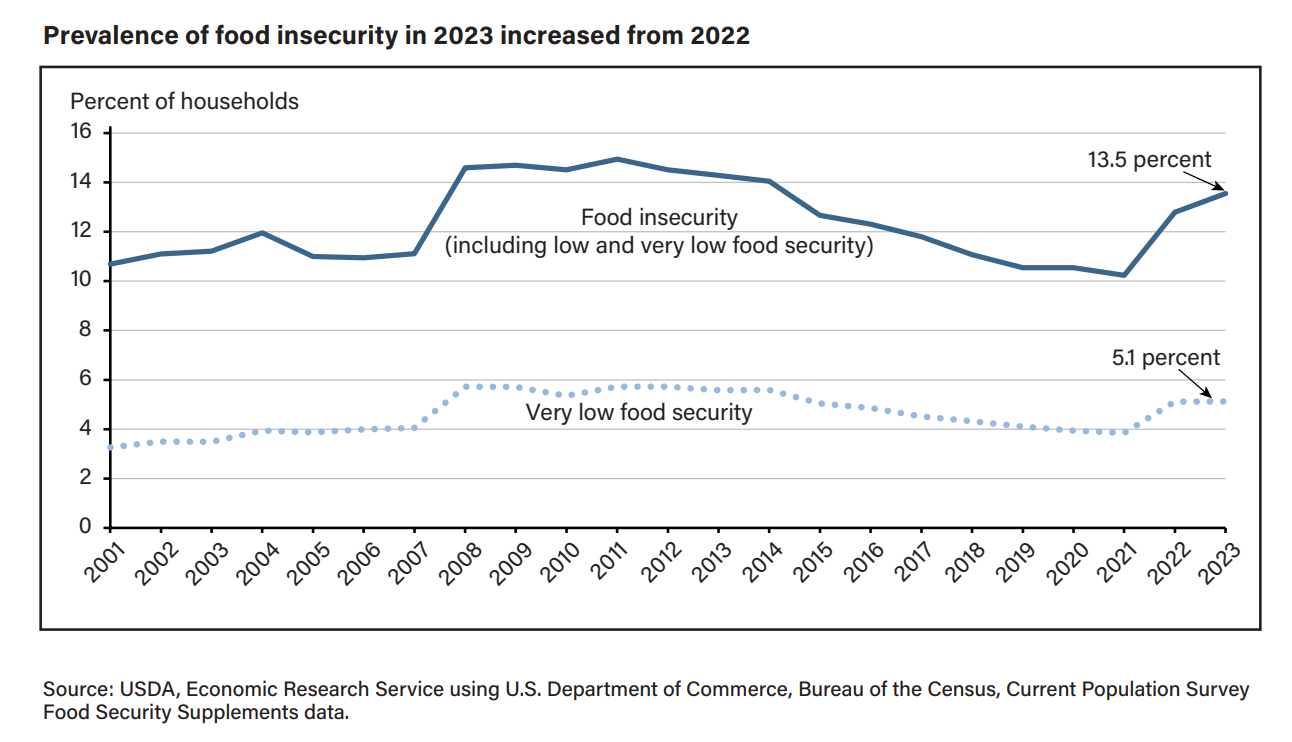 Prevalence of food insecurity in 2023 increased from 2022
Percent of households
16
14
12
10
8
6
4
2
0
13.5 percent
Food insecurity
(including low and very low food security)
5.1 percent
Very low food security
2001 2002 2003 2004 2005 2006 2007 2008 2009 2010 2011 2012 2013 2014 2015 2016 2017 2018 2019 2020 2021 2022 2023
Source: USDA, Economic Research Service using U.S. Department of Commerce, Bureau of the Census, Current Population Survey
Food Security Supplements data.